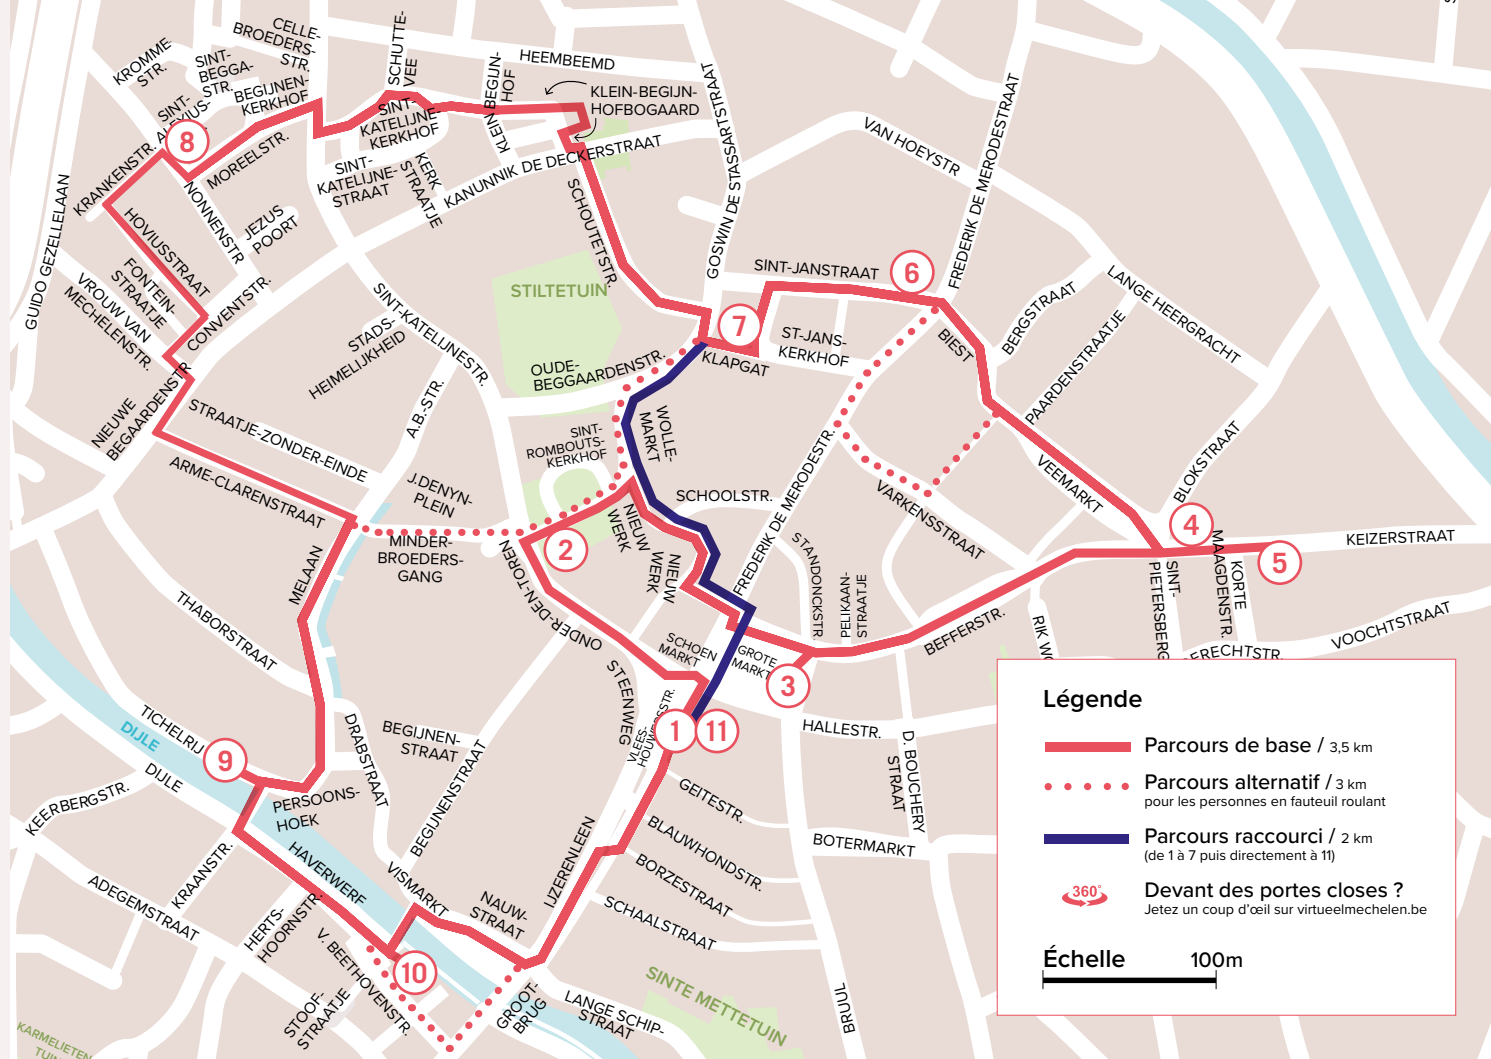 CELLE-
BROEDERS-
STR.
SCHUTTE-
VEE
KROMME
STR.
SINT-
BEGGA-
STR.
BEGIJNEN-
KERKHOF
SINT-
ALEXIUS-
HEEMBEEMD
KLEIN BEGIJN-
HOF
KLEIN-BEGIJN-
HOFBOGAARD
GOSWIN DE STASSARTSTRAAT
FREDERIK DE MERODESTRAAT
VAN HOEYSTR
SINT-
KATELIJNE-
KERKHOF
8
KRANKENSTR.
MOREELSTR.
SINT-
KATELIJNE-
STRAAT
KERK
STRAATJE
KANUNNIK DE DECKERSTRAAT
SCHOUTETSTR.
NONNENSTR
JEZUS
POORT
GUIDO GEZELLELAAN
HOVIUSSTRAAT
FONTEIN-
STRAATJE
VROUW VAN
MECHELENSTR.
CONVENTSTR.
SINT-KATELIJNESTR.
STADS-
HEIMELIJKHEID
STILTETUIN
SINT-JANSTRAAT
6
7
KLAPGAT
ST-JANS-
KERKHOF
BIEST
BERGSTRAAT
LANGE HEERGRACHT
PAARDENSTRAATJE
OUDE-
BEGGAARDENSTR.
NIEUWE
BEGAARDENSTR
STRAATJE-ZONDER-EINDE
A.B.-STR.
SINT-
ROMBOUTS-
KERKHOF
WOLLE-
MARKT
FREDERIK DE MERODESTR.
BLOKSTRAAT
VEEMARKT
ARME-CLARENSTRAAT
J.DENYN-
PLEIN
SCHOOLSTR.
VARKENSSTRAAT
4
5
KEIZERSTRAAT
2
NIEUW
WERK
NIEUW
WERK
MINDER-
BROEDERS-
GANG
ONDER-DEN-TOREN
STANDONCKSTR.
PELIKAAN-
STRAATJE
MAAGDENSTR.
KORTE
SINT-
PIETERSBERG
MELAAN
THABORSTRAAT
BEFFERSTR.
RIK WO
VOOCHTSTRAAT
ERECHTSTR.
SCHOEN
MARKT
GROTE
MARKT
3
STEENWEG
VLEES-
HOUWERSSTR.
1
11
HALLESTR.
D. BOUCHERY
STRAAT
TICHELRIJ
DIJLE
DIJLE
9
DRABSTRAAT
BEGIJNEN-
STRAAT
BEGIJNENSTRAAT
KEERBERGSTR.
PERSOONS-
HOEK
GEITESTR.
BLAUWHONDSTR.
BORZESTRAAT
SCHAALSTRAAT
BOTERMARKT
IJZERENLEEN
HAVERWERF
VISMARKT
NAUW-
STRAAT
KRAANSTR.
ADEGEMSTRAAT
HERTS-
HOORNSTR.
V. BEETHOVENSTR.
10
STOOF-
STRAATJE
GROOT-
BRUG
LANGE SCHIP-
STRAAT
SINTE METTETUIN
BRUUL
KARMELIETEN
TUIN
Légende
Parcours de base / 3,5 km
Parcours alternatif / 3 km
pour les personnes en fauteuil roulant
Parcours raccourci / 2 km
(de 1 à 7 puis directement à 11)
360°
Devant des portes closes ?
Jetez un coup d'œil sur virtueelmechelen.be
Échelle 100m